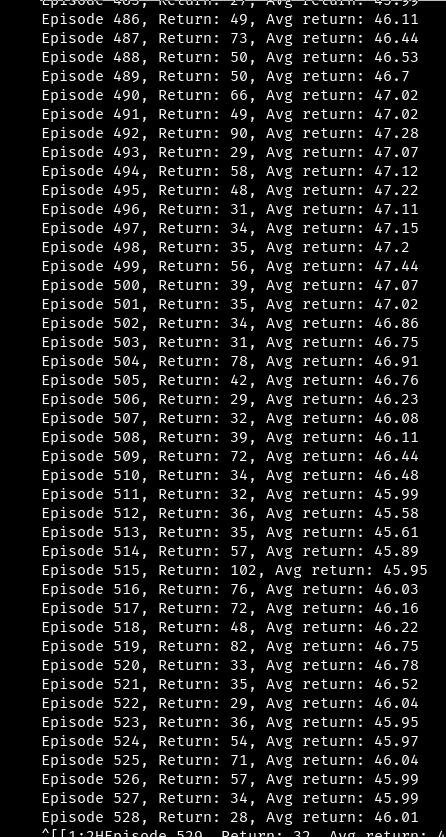 Episode 485, Return: 27, Avg return: 45.99
Episode 486, Return: 49, Avg return: 46.11
Episode 487, Return: 73, Avg return: 46.44
Episode 488, Return: 50, Avg return: 46.53
Episode 489, Return: 50, Avg return: 46.7
Episode 490, Return: 66, Avg return: 47.02
Episode 491, Return: 49, Avg return: 47.02
Episode 492, Return: 90, Avg return: 47.28
Episode 493, Return: 29, Avg return: 47.07
Episode 494, Return: 58, Avg return: 47.12
Episode 495, Return: 48, Avg return: 47.22
Episode 496, Return: 31, Avg return: 47.11
Episode 497, Return: 34, Avg return: 47.15
Episode 498, Return: 35, Avg return: 47.2
Episode 499, Return: 56, Avg return: 47.44
Episode 500, Return: 39, Avg return: 47.07
Episode 501, Return: 35, Avg return: 47.02
Episode 502, Return: 34, Avg return: 46.86
Episode 503, Return: 31, Avg return: 46.75
Episode 504, Return: 78, Avg return: 46.91
Episode 505, Return: 42, Avg return: 46.76
Episode 506, Return: 29, Avg return: 46.23
Episode 507, Return: 32, Avg return: 46.08
Episode 508, Return: 39, Avg return: 46.11
Episode 509, Return: 72, Avg return: 46.44
Episode 510, Return: 34, Avg return: 46.48
Episode 511, Return: 32, Avg return: 45.99
Episode 512, Return: 36, Avg return: 45.58
Episode 513, Return: 35, Avg return: 45.61
Episode 514, Return: 57, Avg return: 45.89
Episode 515, Return: 102, Avg return: 45.95
Episode 516, Return: 76, Avg return: 46.03
Episode 517, Return: 72, Avg return: 46.16
Episode 518, Return: 48, Avg return: 46.22
Episode 519, Return: 82, Avg return: 46.75
Episode 520, Return: 33, Avg return: 46.78
Episode 521, Return: 35, Avg return: 46.52
Episode 522, Return: 29, Avg return: 46.04
Episode 523, Return: 36, Avg return: 45.95
Episode 524, Return: 54, Avg return: 45.97
Episode 525, Return: 71, Avg return: 46.04
Episode 526, Return: 57, Avg return: 45.99
Episode 527, Return: 34, Avg return: 45.99
Episode 528, Return: 28, Avg return: 46.01
^[[1;2HEpisode 529, Return: 32, Avg return: